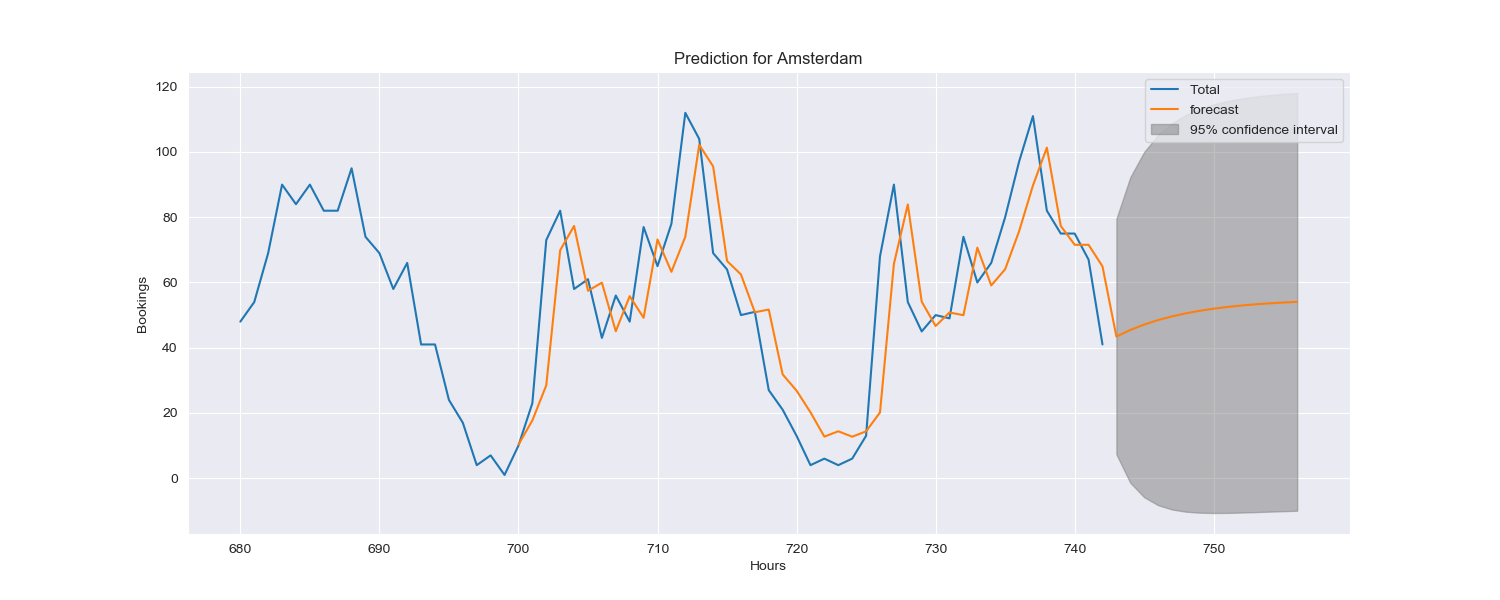 Prediction for Amsterdam
120
100
80
60
40
20
0
Bookings
Total
forecast
95% confidence interval
680 690 700 710 720 730 740 750
Hours